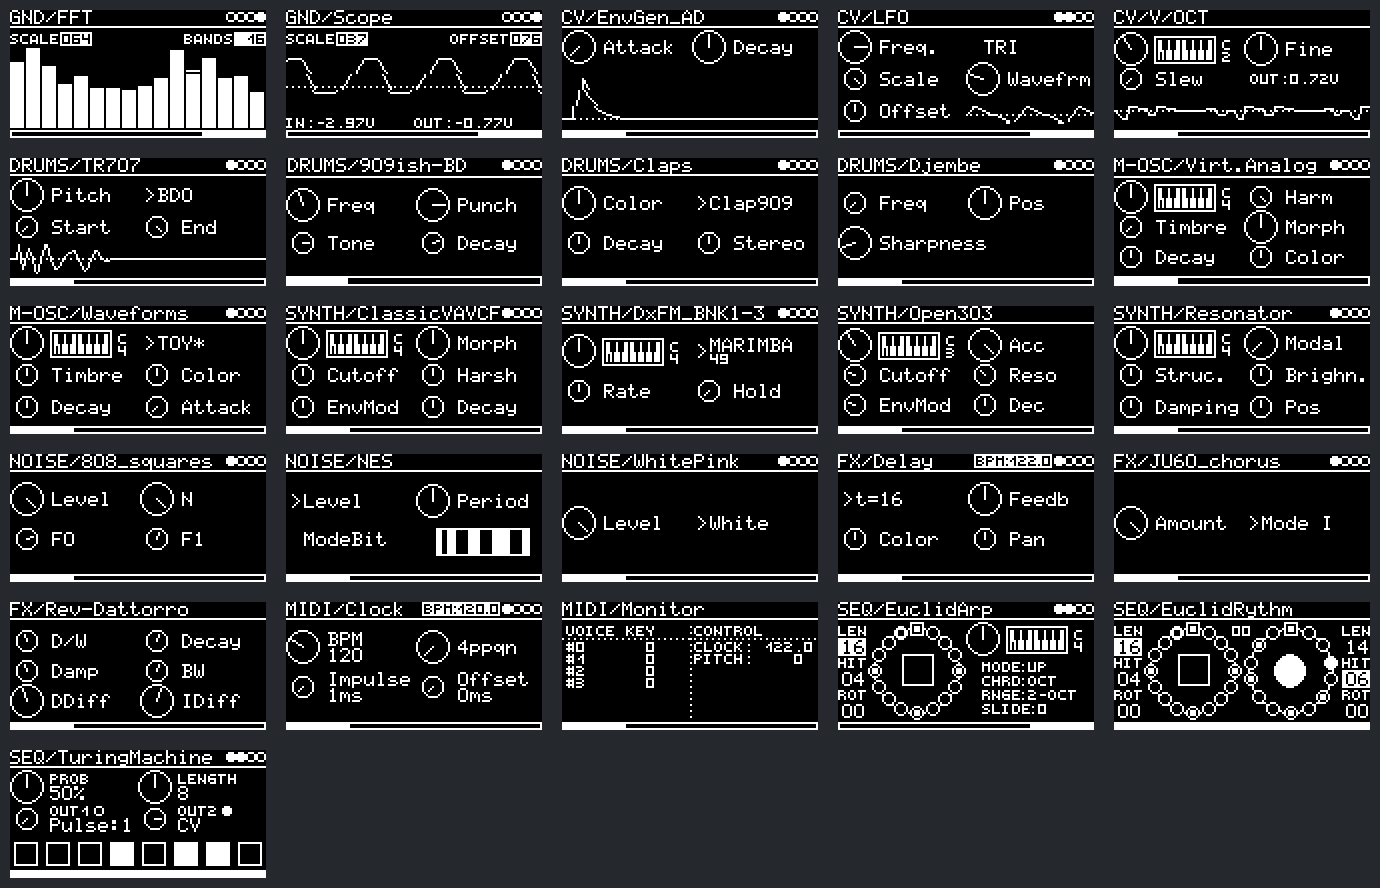 GND/FFT
SCALE 064 BANDS 16
GND/Scope
SCALE 037 OFFSET 076
IN:-2.97V OUT:-0.77V
CV/EnvGen_AD
Attack Decay
CV/LFO
Freq. TRI
Scale Wavefrm
Offset
CV/V/OCT
C2 Fine
Slew OUT:0.72V
DRUMS/TR707
Pitch >BD0
Start End
DRUMS/909ish-BD
Freq Punch
Tone Decay
DRUMS/Claps
Color >Clap909
Decay Stereo
DRUMS/Djembe
Freq Pos
Sharpness
M-OSC/Virt.Analog
C4 Harm
Timbre Morph
Decay Color
M-OSC/Waveforms
C4 >TOY*
Timbre Color
Decay Attack
SYNTH/ClassicVAVCF
C4 Morph
Cutoff Harsh
EnvMod Decay
SYNTH/DxFM_BNK1-3
C4 >MARIMBA
49
Rate Hold
SYNTH/Open303
Acc
Cutoff Reso
EnvMod Dec
SYNTH/Resonator
C4 Modal
Struc. Brighn.
Damping Pos
NOISE/808_squares
Level N
F0 F1
NOISE/NES
>Level Period
ModeBit
NOISE/WhitePink
Level >White
FX/Delay BPM:122.0
>t=16 Feedb
Color Pan
FX/JU60_chorus
Amount >Mode I
FX/Rev-Dattorro
D/W Decay
Damp BW
DDiff IDiff
MIDI/Clock BPM:120.0
BPM
120 4ppqn
Impulse Offset
1ms 0ms
MIDI/Monitor
VOICE KEY CONTROL
#0 0 CLOCK: 122.0
#1 0 PITCH: 0
#2 0
#3 0
SEQ/EuclidArp
LEN
16 C4
HIT MODE:UP
04 CHRD:OCT
ROT RNGE:2-OCT
00 SLIDE:0
SEQ/EuclidRythm
LEN 00 LEN
16 14
HIT HIT
04 06
ROT ROT
00 00
SEQ/TuringMachine
PROB LENGTH
50% 8
OUT1 OUT2
Pulse:1 CV